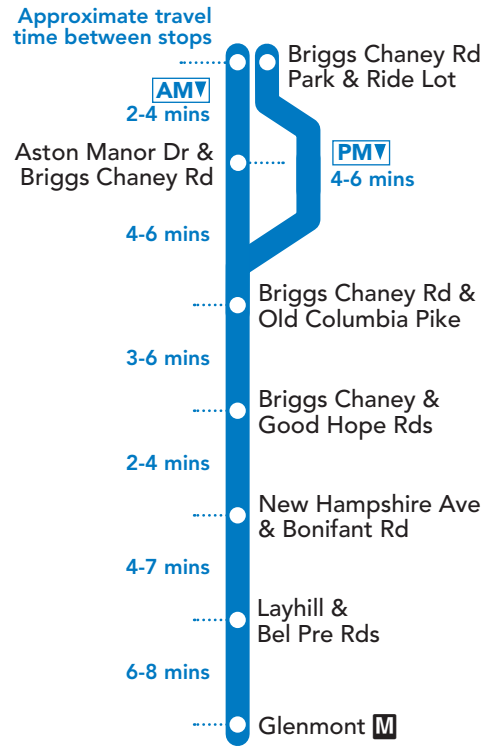 Approximate travel
time between stops
Briggs Chaney Rd
Park & Ride Lot
AM▼
2-4 mins
Aston Manor Dr &
Briggs Chaney Rd
PM▼
4-6 mins
4-6 mins
Briggs Chaney Rd &
Old Columbia Pike
3-6 mins
Briggs Chaney &
Good Hope Rds
2-4 mins
New Hampshire Ave
& Bonifant Rd
4-7 mins
Layhill &
Bel Pre Rds
6-8 mins
Glenmont M